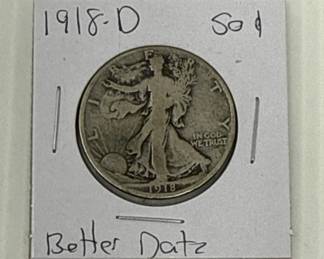 1918-D 50¢
LIBERTY
IN GOD
WE TRUST
1918
Better Date